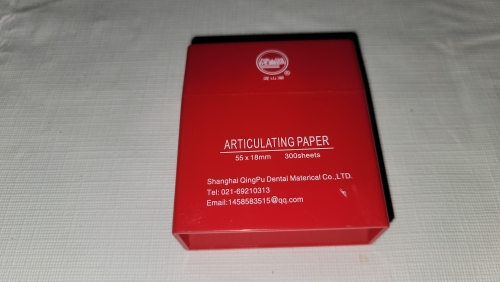 ®
ARTICULATING PAPER
55 x 18mm 300sheets
Shanghai QingPu Dental Materical Co.,LTD.
Tel: 021-69210313
Email:1458583515@qq.com